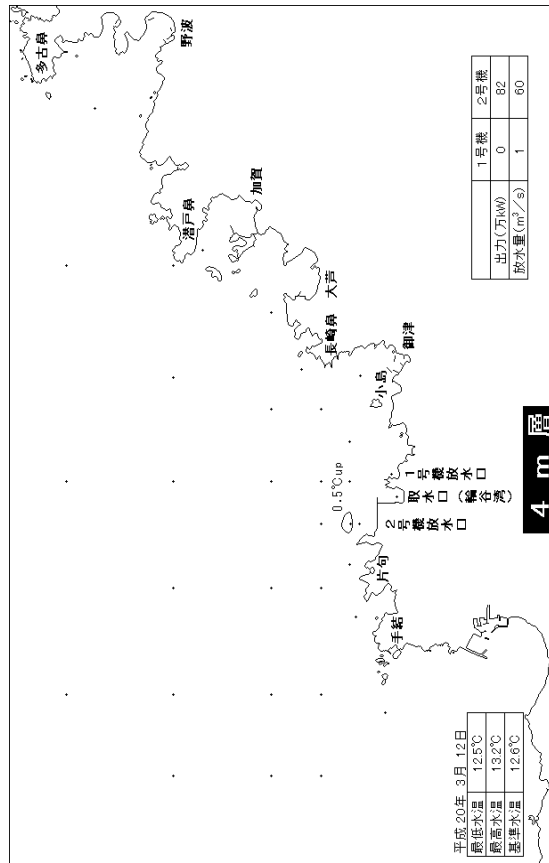 多古鼻
野波
加賀
潜戸鼻
大芦
長崎鼻
御津
小島
1号機放水口
取水口（輪谷湾）
2号機放水口
0.5℃up
片句
手結
1号機 2号機
出力(万kW) 0 82
放水量(m³／s) 1 60
4 m 層
平成 20年 3月 12日
最低水温 12.5℃
最高水温 13.2℃
基準水温 12.6℃